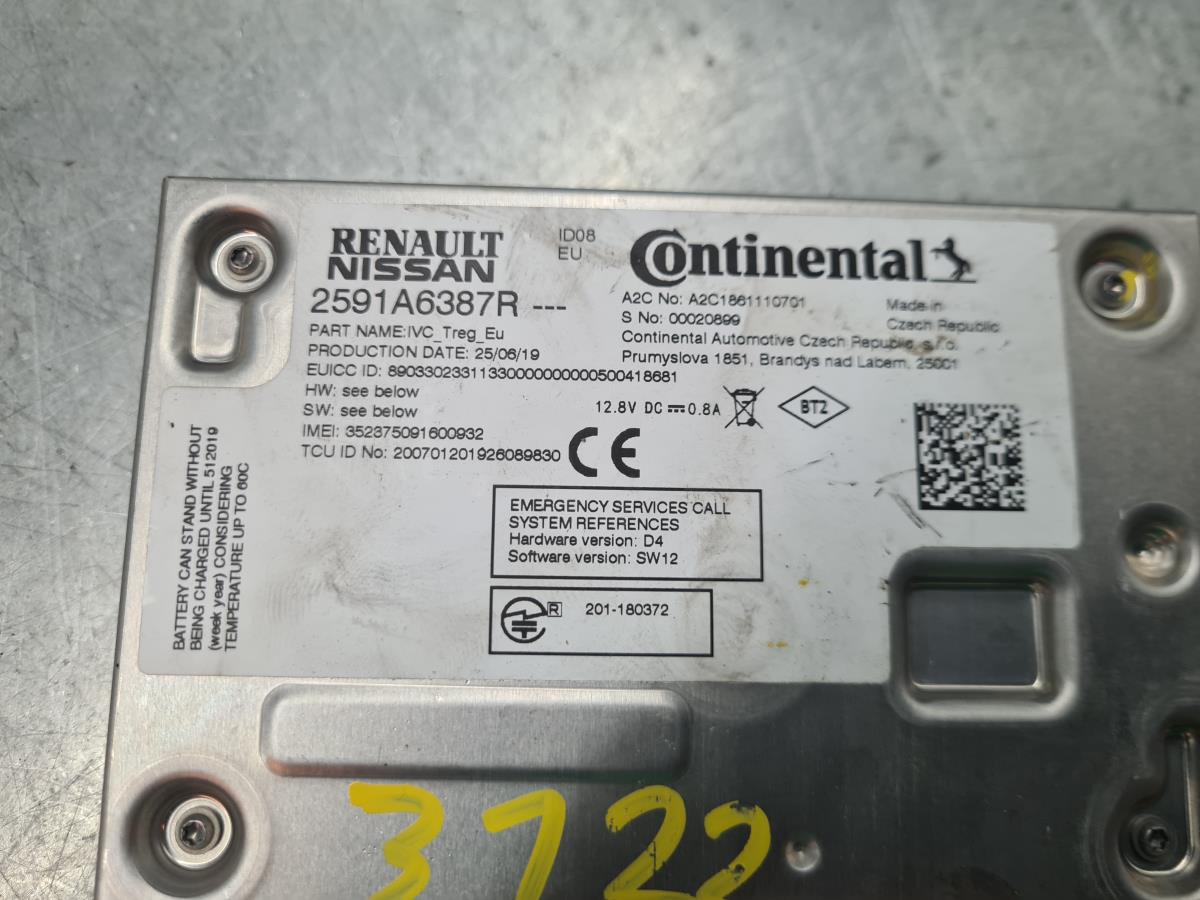 RENAULT
NISSAN
ID08
EU
Continental
2591A6387R ---
PART NAME:IVC_Treg_Eu
PRODUCTION DATE: 25/06/19
EUICC ID: 89033023311330000000000500418681
HW: see below
SW: see below
IMEI: 352375091600932
TCU ID No: 200701201926089830
A2C No: A2C1861110701
S No: 00020899
Continental Automotive Czech Republic, s.r.o.
Prumyslova 1851, Brandys nad Labem, 25001
Made in
Czech Republic
12.8V DC 0.8A
BT2
CE
EMERGENCY SERVICES CALL
SYSTEM REFERENCES
Hardware version: D4
Software version: SW12
R 201-180372
BATTERY CAN STAND WITHOUT
BEING CHARGED UNTIL 512019
(week year) CONSIDERING
TEMPERATURE UP TO 60C
3722